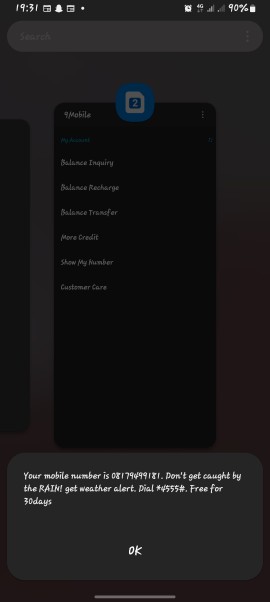 19:31
4G
90%
Search
2
9Mobile
My Account
Balance Inquiry
Balance Recharge
Balance Transfer
More Credit
Show My Number
Customer Care
Your mobile number is 08179499181. Don't get caught by
the RAIN! get weather alert. Dial *4555#. Free for
30days
OK